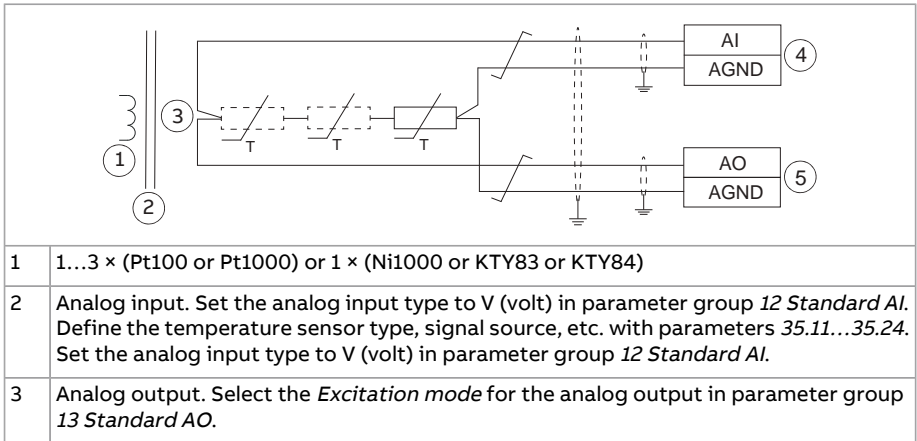 AI
AGND
4
3
T
T
T
1
2
AO
AGND
5
1 1…3 × (Pt100 or Pt1000) or 1 × (Ni1000 or KTY83 or KTY84)
2 Analog input. Set the analog input type to V (volt) in parameter group 12 Standard AI.
Define the temperature sensor type, signal source, etc. with parameters 35.11…35.24.
Set the analog input type to V (volt) in parameter group 12 Standard AI.
3 Analog output. Select the Excitation mode for the analog output in parameter group
13 Standard AO.